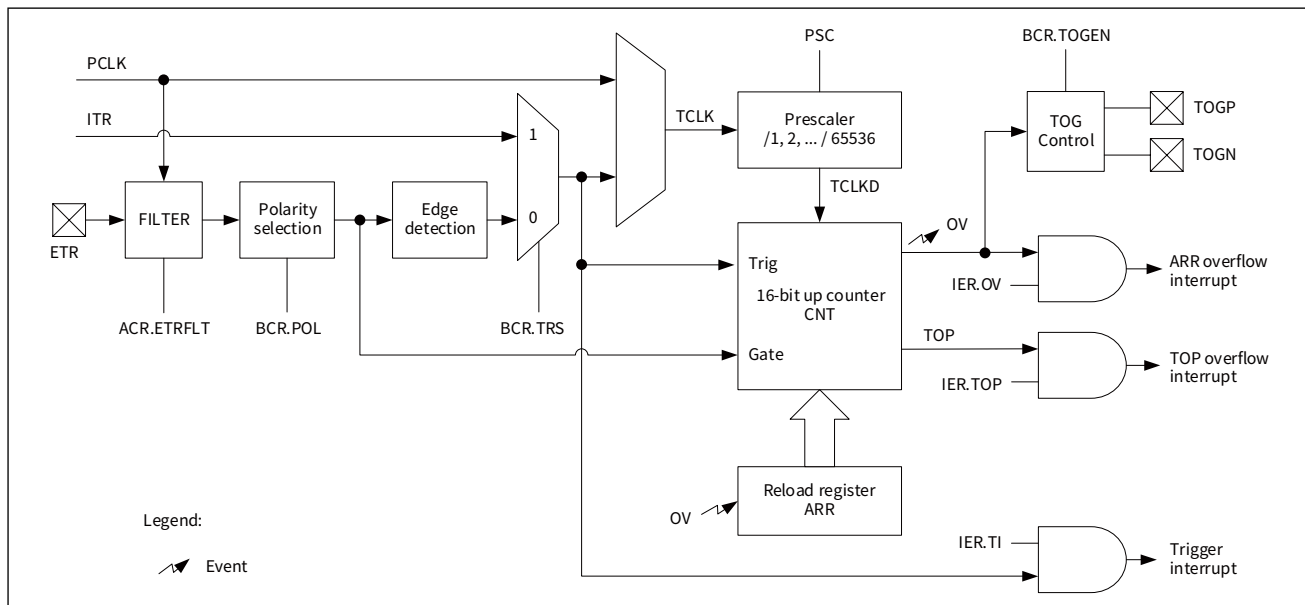 PSC
BCR.TOGEN
PCLK
ITR
TCLK
Prescaler
/1, 2, ... / 65536
TOG
Control
TOGP
TOGN
1
0
TCLKD
ETR
FILTER
Polarity
selection
Edge
detection
OV
Trig
16-bit up counter
CNT
Gate
IER.OV
ARR overflow
interrupt
ACR.ETRFLT
BCR.POL
BCR.TRS
TOP
IER.TOP
TOP overflow
interrupt
Reload register
ARR
OV
Legend:
Event
IER.TI
Trigger
interrupt